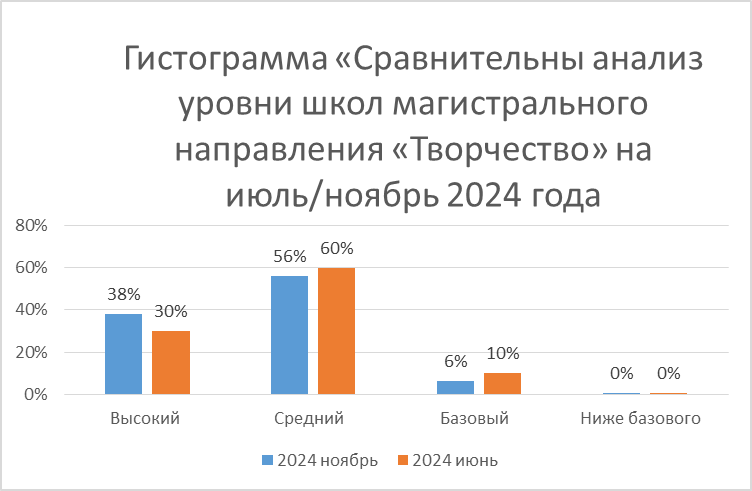 Гистограмма «Сравнительны анализ
уровни школ магистрального
направления «Творчество» на
июль/ноябрь 2024 года
80%
60%
40%
20%
0%
38%
30%
56%
60%
6%
10%
0%
0%
Высокий
Средний
Базовый
Ниже базового
2024 ноябрь
2024 июнь